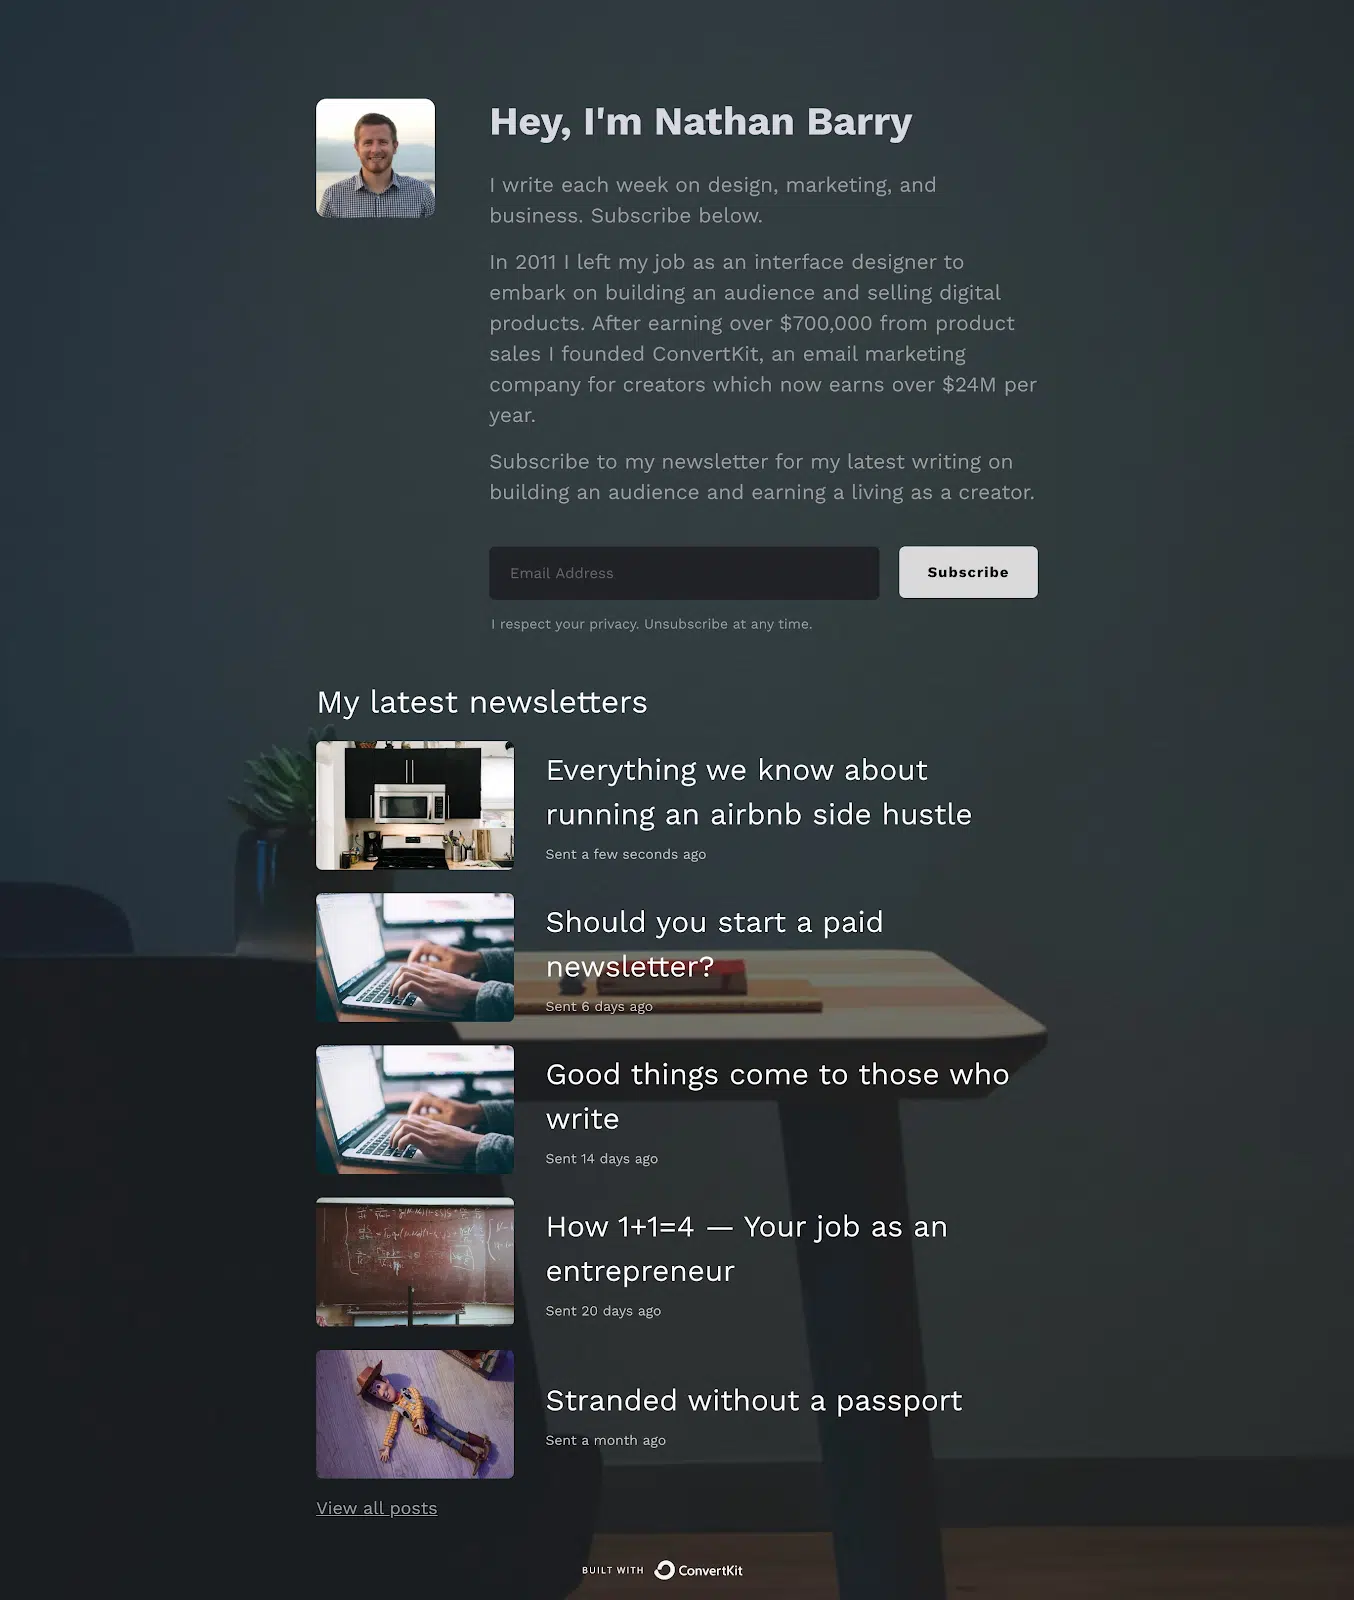 Hey, I'm Nathan Barry
I write each week on design, marketing, and
business. Subscribe below.
In 2011 I left my job as an interface designer to
embark on building an audience and selling digital
products. After earning over $700,000 from product
sales I founded ConvertKit, an email marketing
company for creators which now earns over $24M per
year.
Subscribe to my newsletter for my latest writing on
building an audience and earning a living as a creator.
Email Address
Subscribe
I respect your privacy. Unsubscribe at any time.
My latest newsletters
Everything we know about
running an airbnb side hustle
Sent a few seconds ago
Should you start a paid
newsletter?
Sent 6 days ago
Good things come to those who
write
Sent 14 days ago
How 1+1=4 — Your job as an
entrepreneur
Sent 20 days ago
Stranded without a passport
Sent a month ago
View all posts
BUILT WITH ConvertKit